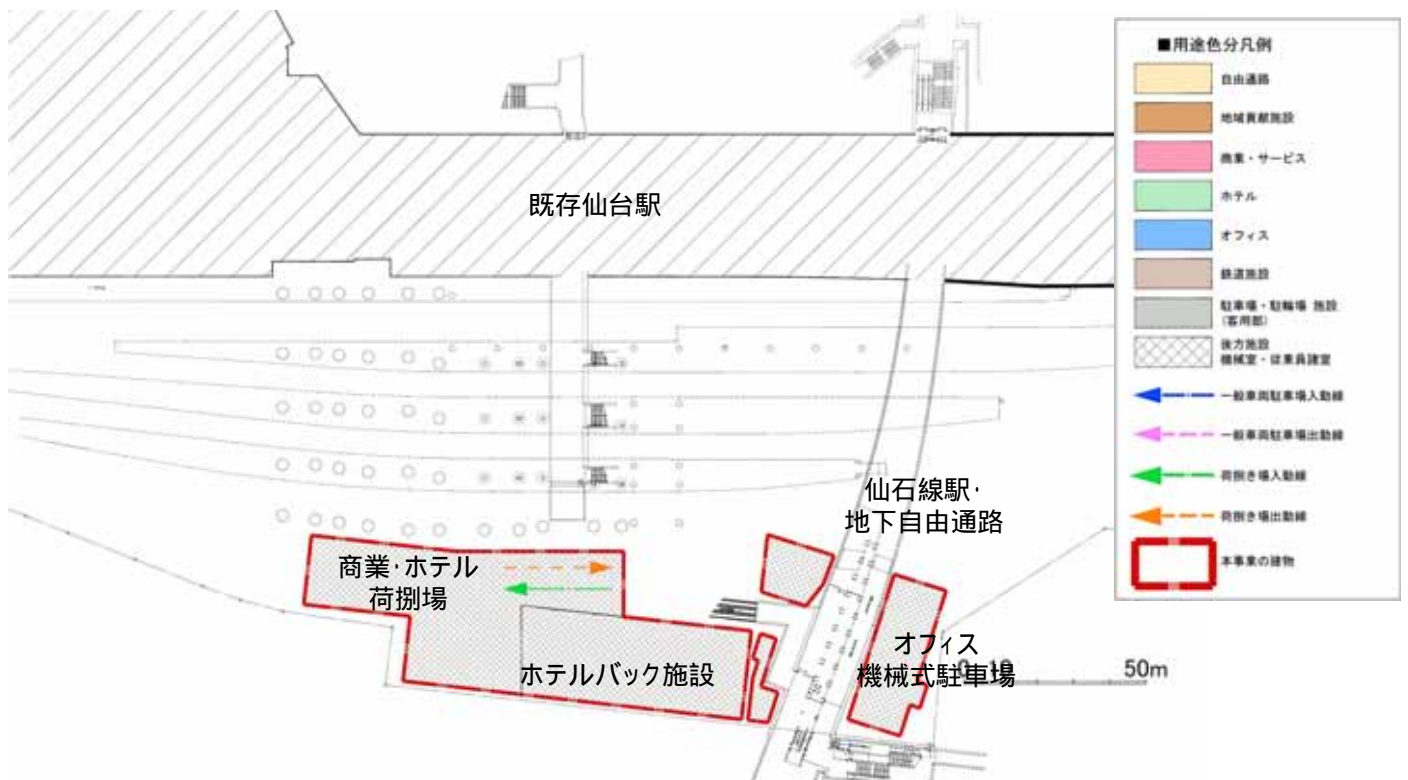 既存仙台駅
仙石線駅・
地下自由通路
商業・ホテル
荷捌場
ホテルバック施設
オフィス
機械式駐車場
0 10 50m
■用途色分凡例
自由通路
地域貢献施設
商業・サービス
ホテル
オフィス
鉄道施設
駐車場・駐輪場 施設
(客用部)
後方施設
機械室・従業員諸室
一般車両駐車場入動線
一般車両駐車場出動線
荷捌き場入動線
荷捌き場出動線
本事業の建物